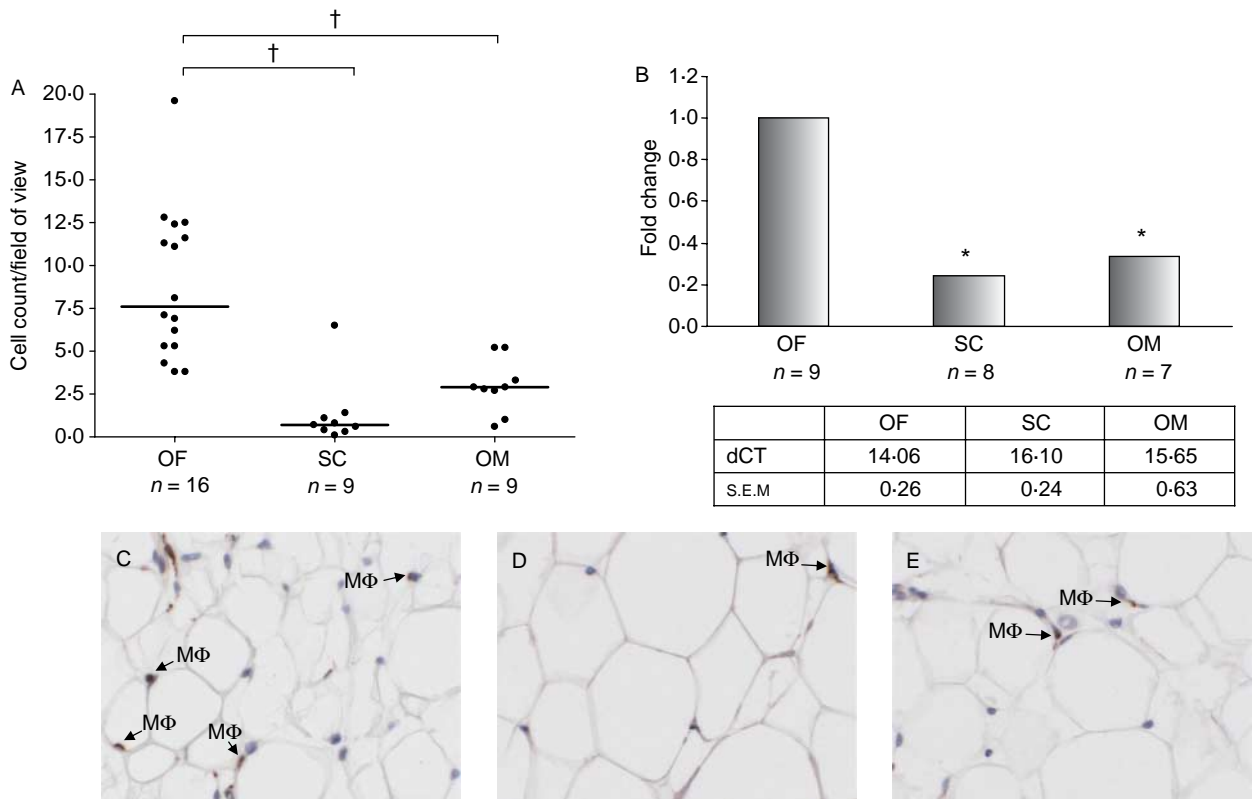 † 
†
A
Cell count/field of view
20·0
17·5
15·0
12·5
10·0
7·5
5·0
2·5
0·0
OF SC OM
n = 16 n = 9 n = 9
B
Fold change
1·2
1·0
0·8
0·6
0·4
0·2
0·0
* *
OF SC OM
n = 9 n = 8 n = 7
OF SC OM
dCT 14·06 16·10 15·65
S.E.M 0·26 0·24 0·63
C
MΦ
MΦ
MΦ
MΦ
D
MΦ
E
MΦ
MΦ